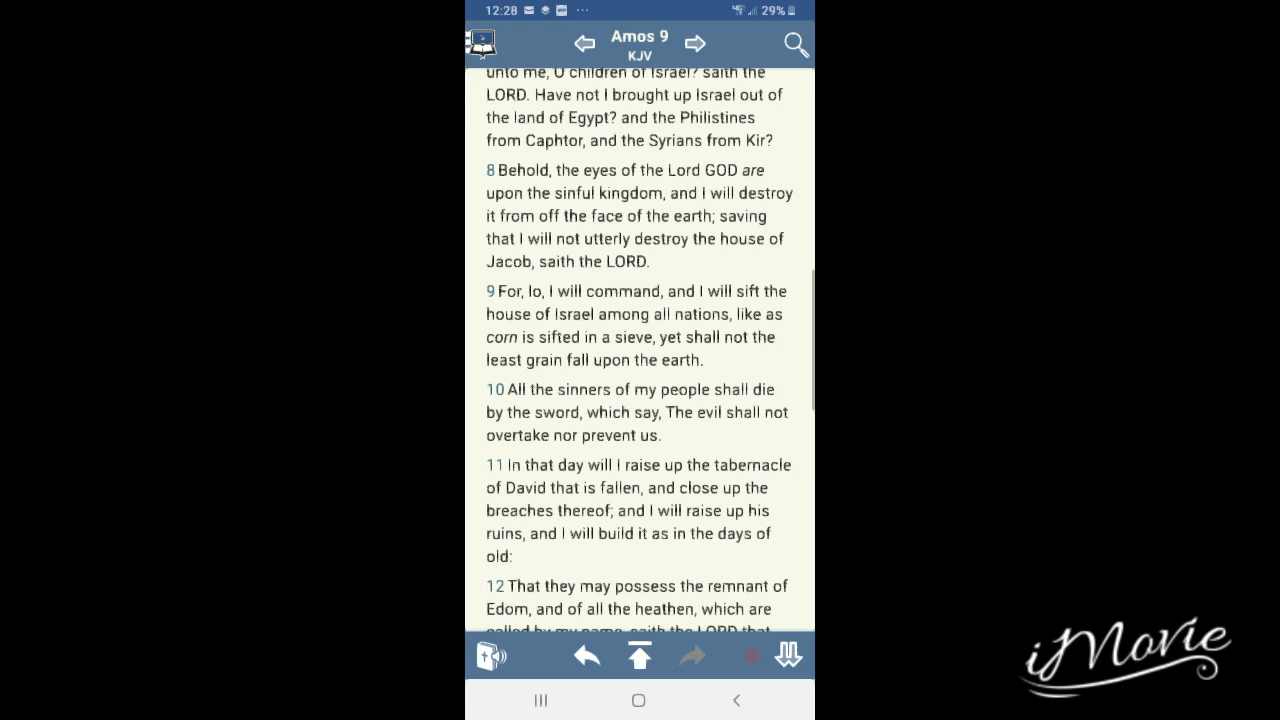 12:28 ... 29%
Amos 9
KJV
unto me, O children of Israel? saith the
LORD. Have not I brought up Israel out of
the land of Egypt? and the Philistines
from Caphtor, and the Syrians from Kir?
8 Behold, the eyes of the Lord GOD are
upon the sinful kingdom, and I will destroy
it from off the face of the earth; saving
that I will not utterly destroy the house of
Jacob, saith the LORD.
9 For, lo, I will command, and I will sift the
house of Israel among all nations, like as
corn is sifted in a sieve, yet shall not the
least grain fall upon the earth.
10 All the sinners of my people shall die
by the sword, which say, The evil shall not
overtake nor prevent us.
11 In that day will I raise up the tabernacle
of David that is fallen, and close up the
breaches thereof; and I will raise up his
ruins, and I will build it as in the days of
old:
12 That they may possess the remnant of
Edom, and of all the heathen, which are
called by my name, saith the LORD that
iMovie